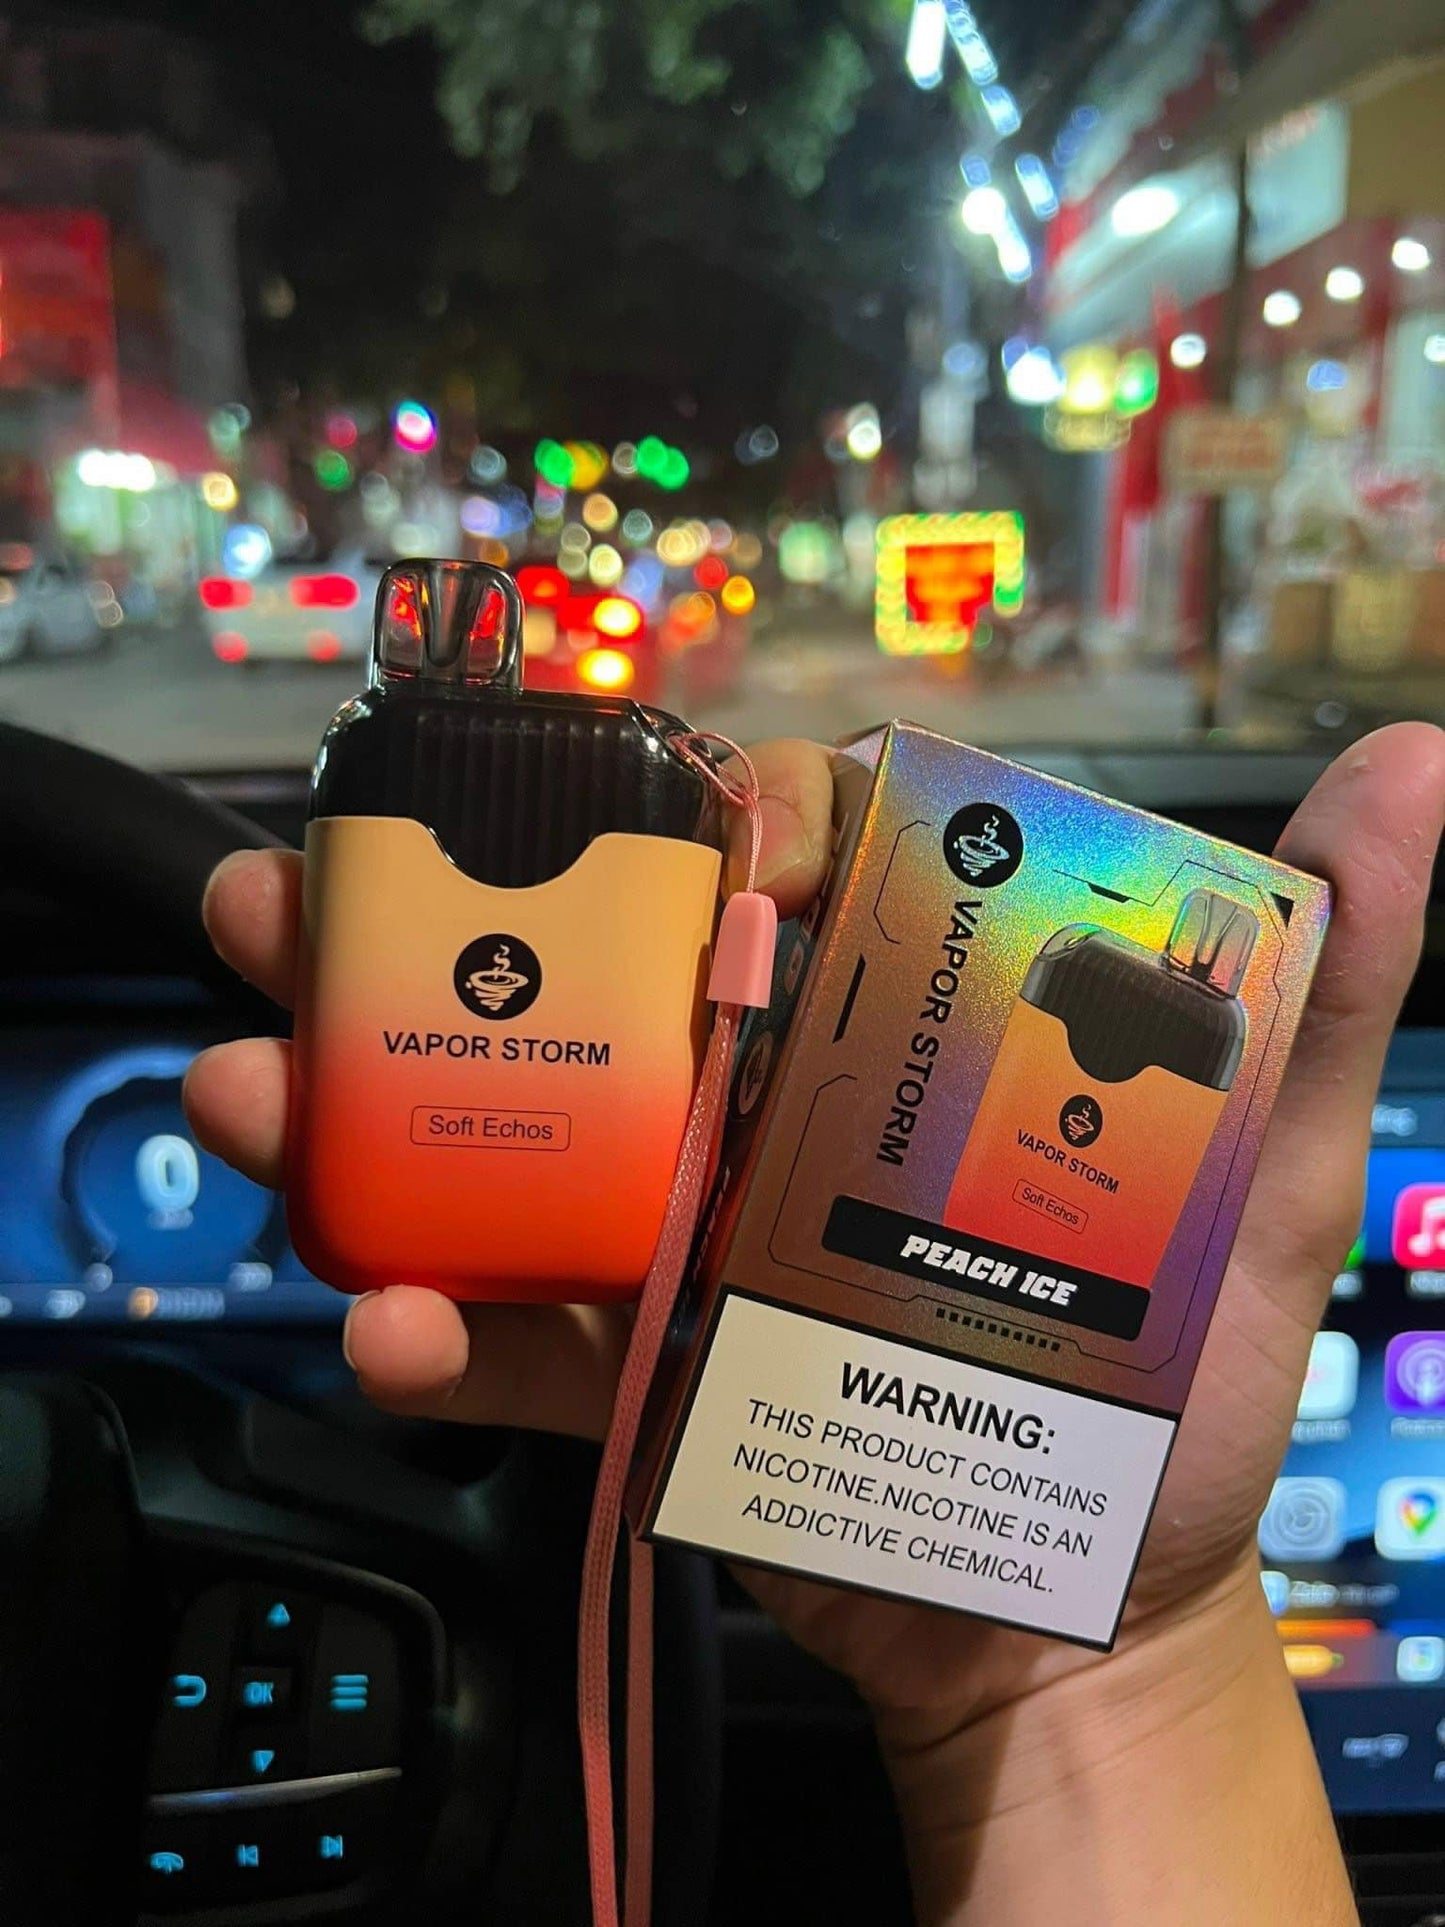 VAPOR STORM
Soft Echos
VAPOR STORM
VAPOR STORM
Soft Echos
PEACH ICE
WARNING:
THIS PRODUCT CONTAINS
NICOTINE.NICOTINE IS AN
ADDICTIVE CHEMICAL.
0
OK